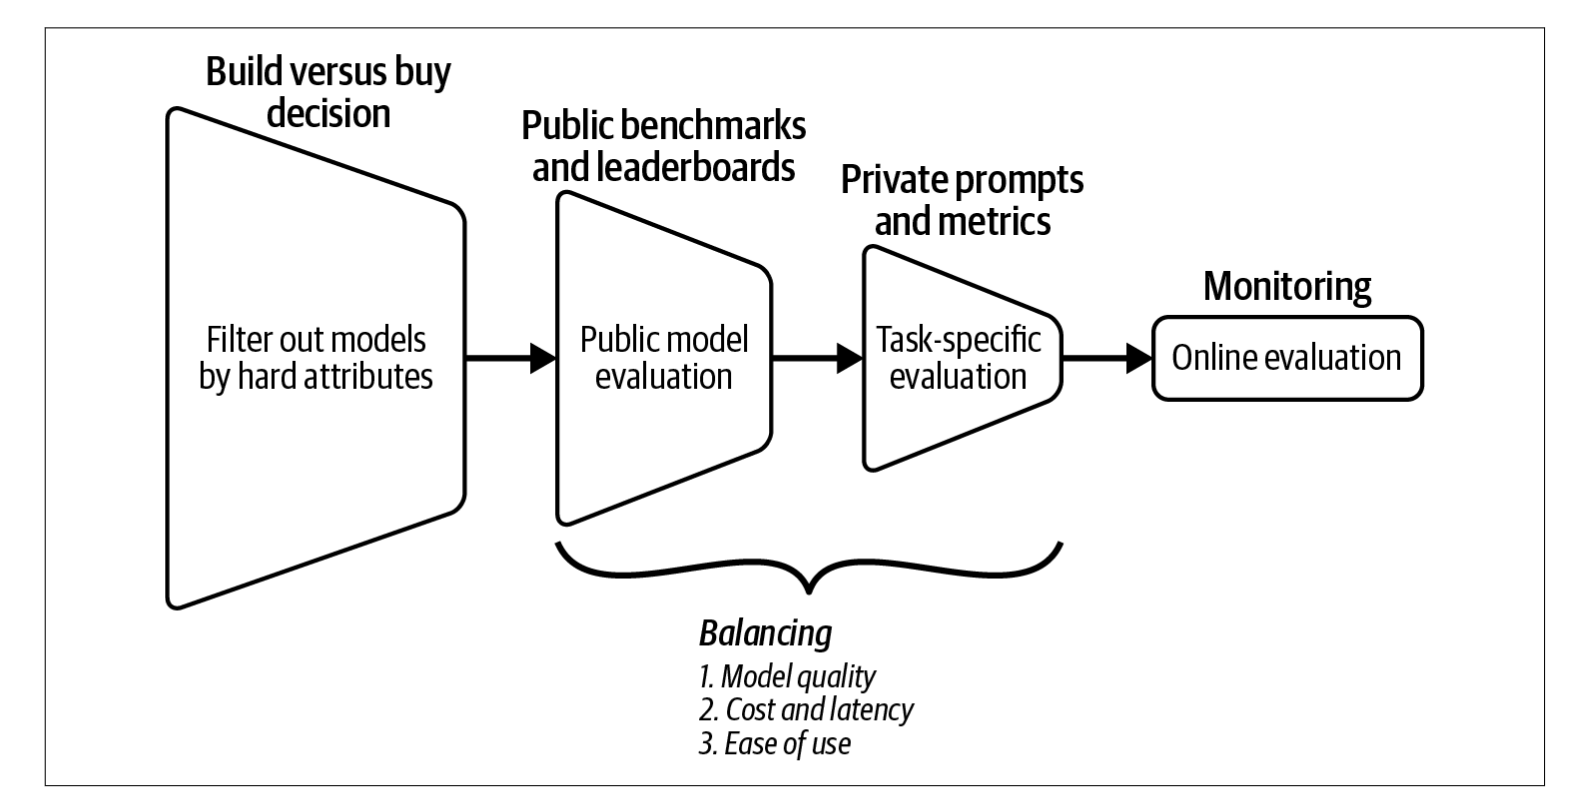 Build versus buy
decision
Public benchmarks
and leaderboards
Private prompts
and metrics
Monitoring
Filter out models
by hard attributes
Public model
evaluation
Task-specific
evaluation
Online evaluation
Balancing
1. Model quality
2. Cost and latency
3. Ease of use